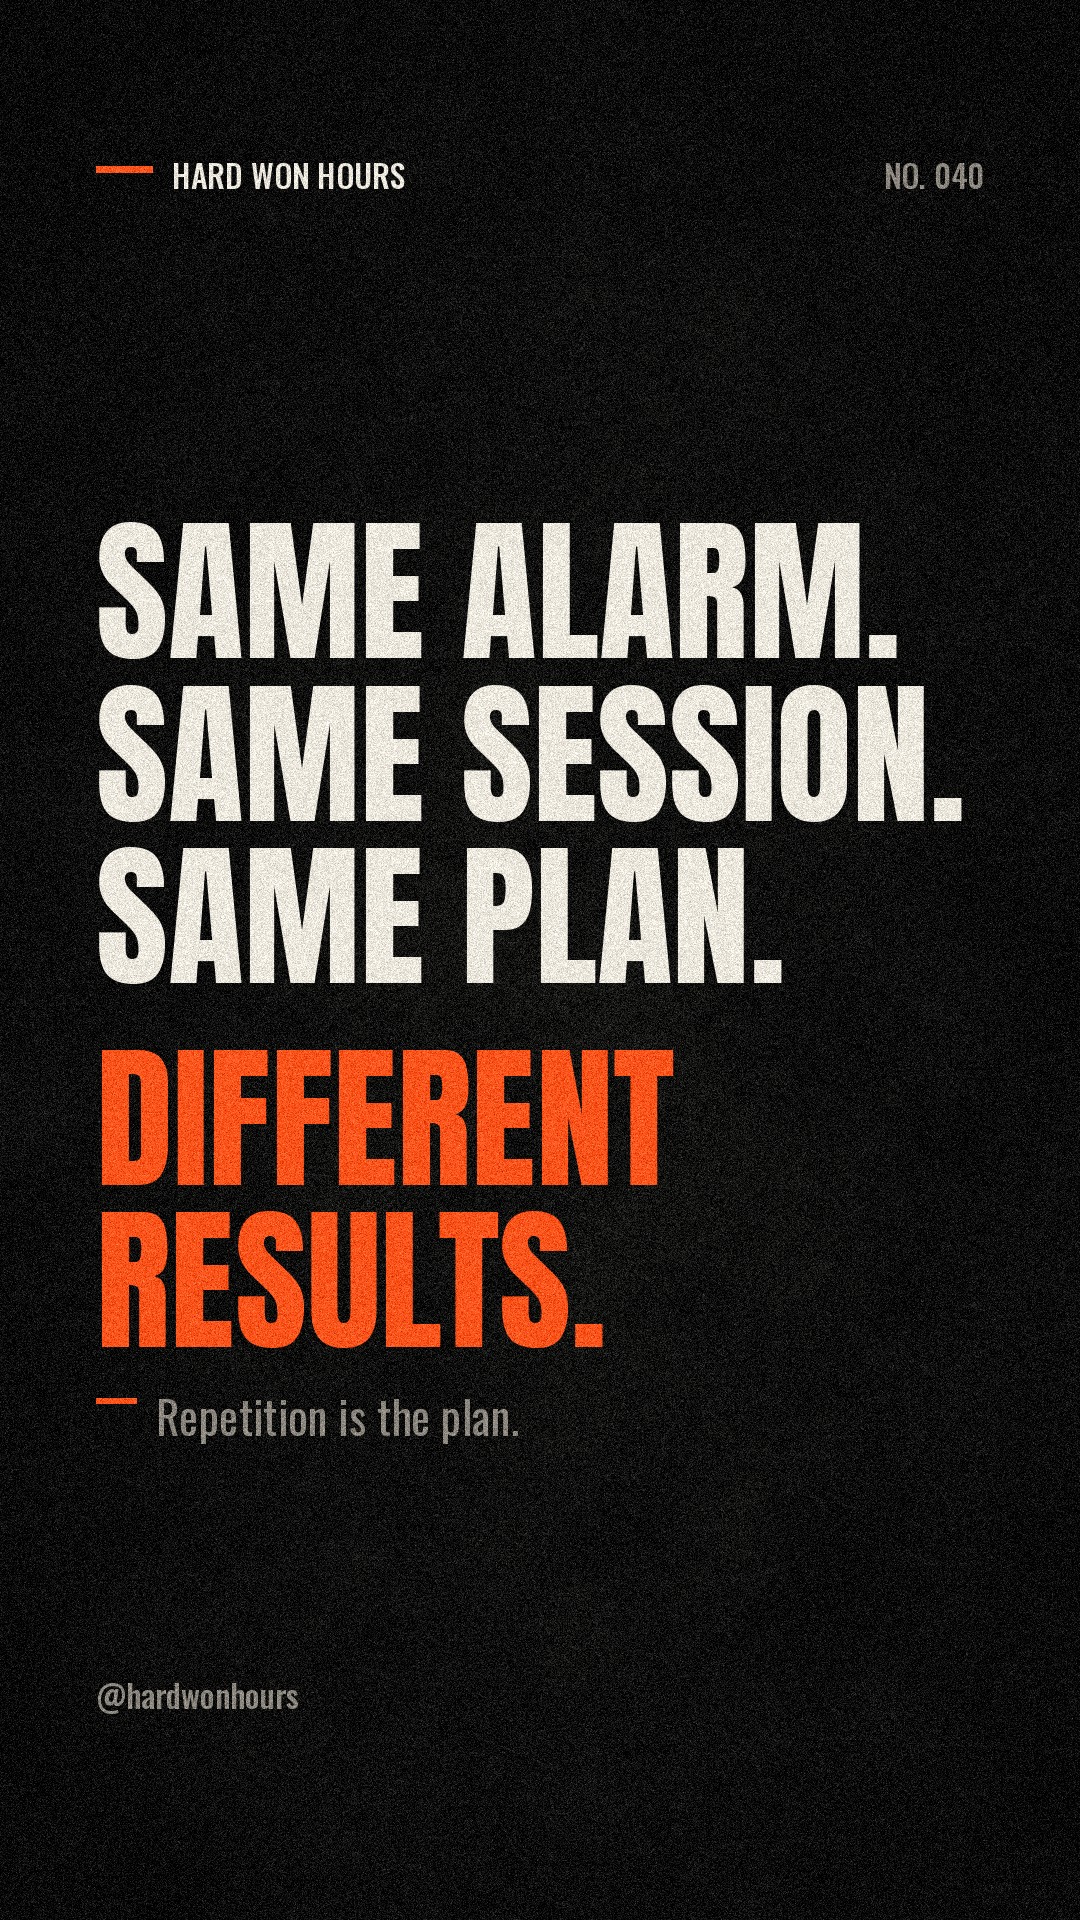 HARD WON HOURS
NO. 040
SAME ALARM.
SAME SESSION.
SAME PLAN.
DIFFERENT
RESULTS.
Repetition is the plan.
@hardwonhours